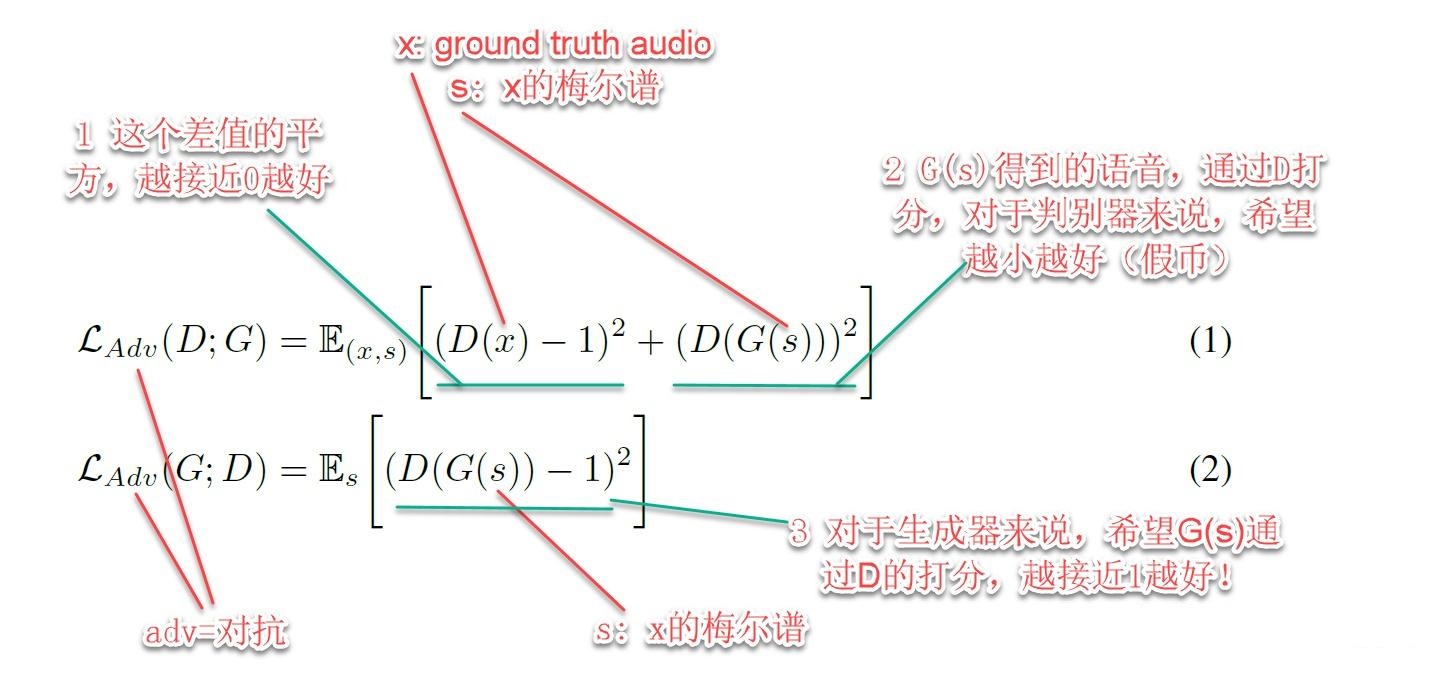 x: ground truth audio
s: x的梅尔谱
1 这个差值的平
方，越接近0越好
2 G(s)得到的语音，通过D打
分，对于判别器来说，希望
越小越好（假币）
$\mathcal{L}_{Adv}(D;G) = \mathbb{E}_{(x,s)}\left[(D(x)-1)^2 + (D(G(s)))^2\right]$ (1)
$\mathcal{L}_{Adv}(G;D) = \mathbb{E}_{s}\left[(D(G(s))-1)^2\right]$ (2)
3 对于生成器来说，希望G(s)通
过D的打分，越接近1越好！
adv=对抗
s: x的梅尔谱